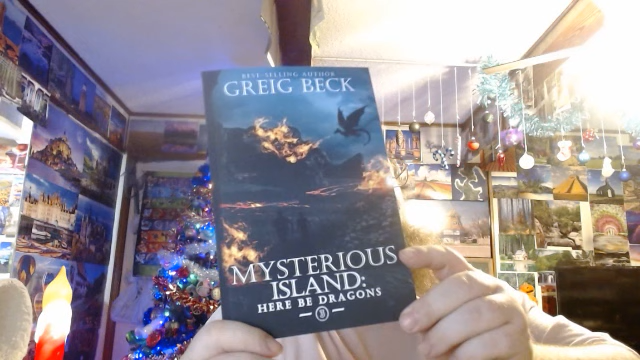 BEST-SELLING AUTHOR
GREIG BECK
MYSTERIOUS
ISLAND:
HERE BE DRAGONS